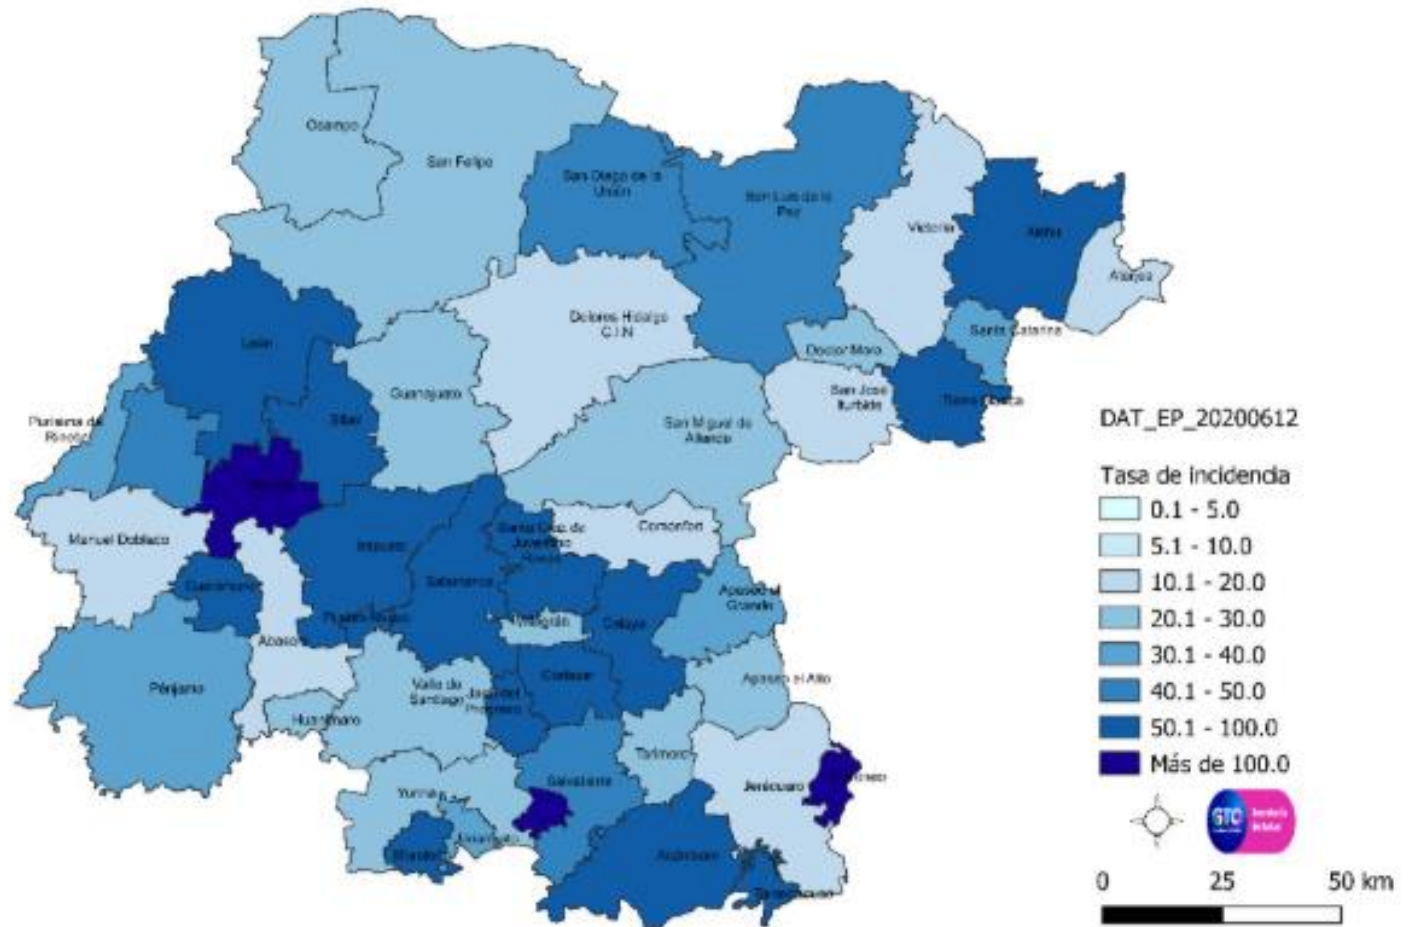 Ocampo
San Felipe
San Diego de la
Unión
San Luis de la
Paz
Victoria
Atarjea
Dolores Hidalgo
C.I.N
Santa Catarina
Doctor Mora
León
Guanajuato
San José
Iturbide
Tierra Blanca
Purísima del
Rincón
Silao
San Miguel de
Allende
Manuel Doblado
Irapuato
Santa Cruz de
Juventino
Rosas
Comonfort
Salamanca
Cuerámaro
Apaseo el
Grande
Pueblo Nuevo
Villagrán
Celaya
Abasolo
Pénjamo
Valle de
Santiago
Jaral del
Progreso
Cortazar
Apaseo el Alto
Huanímaro
Tarimoro
Yuriria
Salvatierra
Jerécuaro
Uriangato
Moroleón
Acámbaro
Tarandacuao
DAT_EP_20200612
Tasa de incidencia
0.1 - 5.0
5.1 - 10.0
10.1 - 20.0
20.1 - 30.0
30.1 - 40.0
40.1 - 50.0
50.1 - 100.0
Más de 100.0
GTO
0 25 50 km